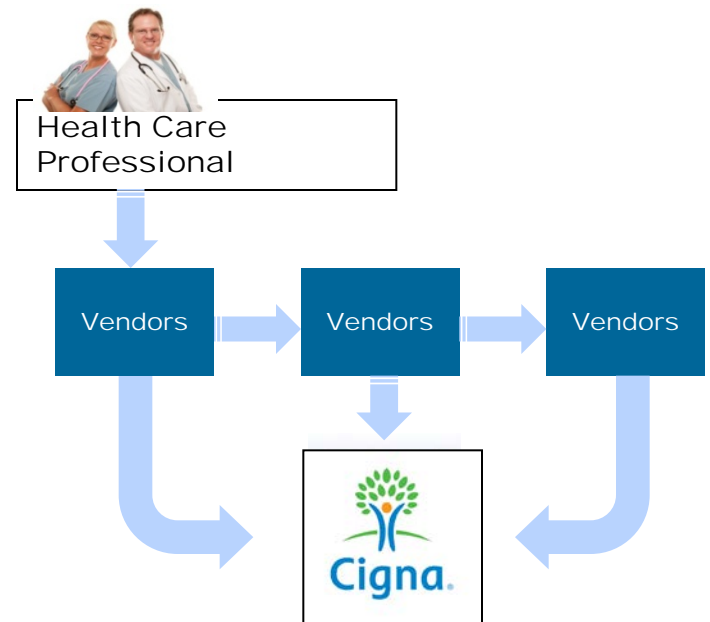 Health Care
Professional
Vendors
Vendors
Vendors
Cigna.